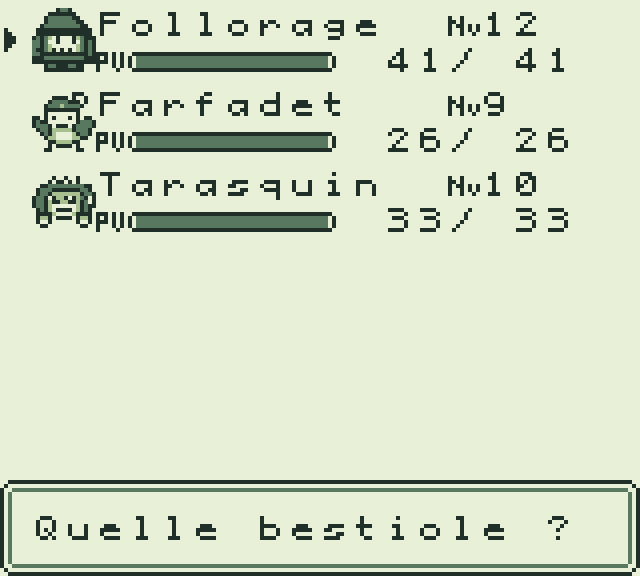 Follorage Nv12
PV 41/ 41
Farfadet Nv9
PV 26/ 26
Tarasquin Nv10
PV 33/ 33
Quelle bestiole ?